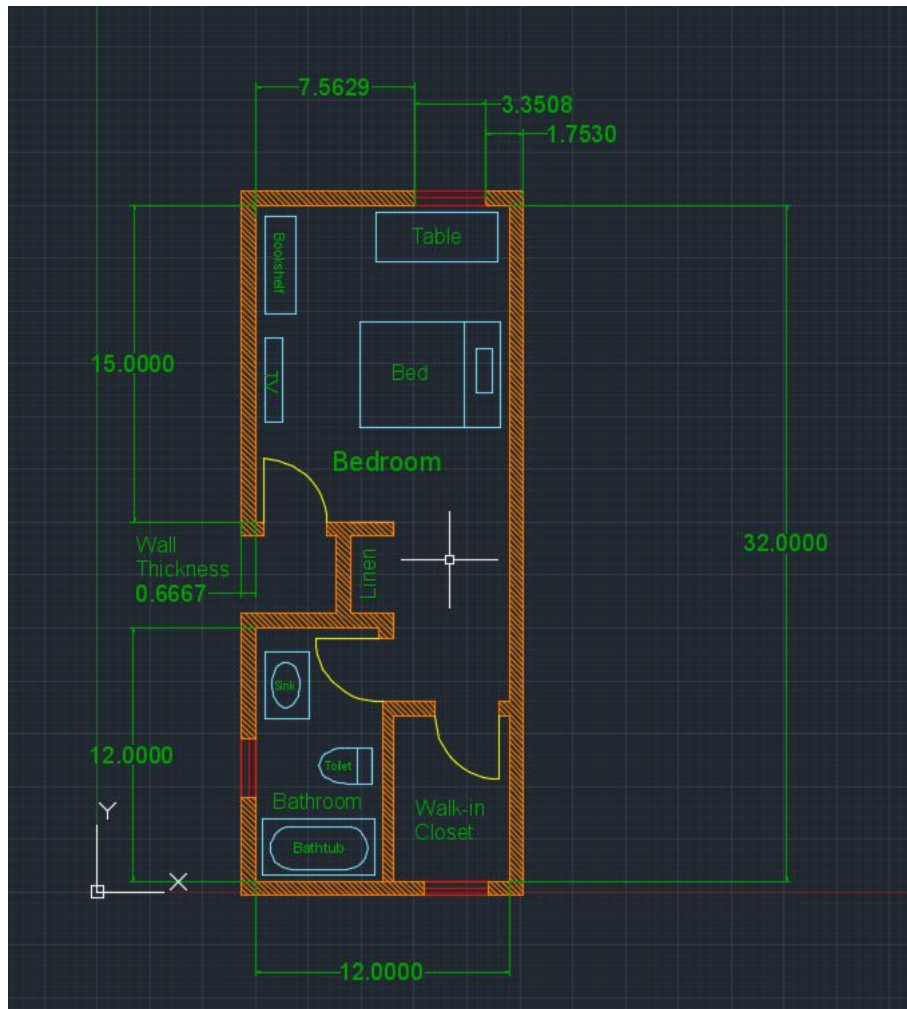 7.5629
3.3508
1.7530
Bookshelf
Table
15.0000
TV
Bed
Bedroom
Wall
Thickness
0.6667
Linen
32.0000
Sink
12.0000
Toilet
Bathroom
Walk-in
Closet
Bathtub
Y
X
12.0000